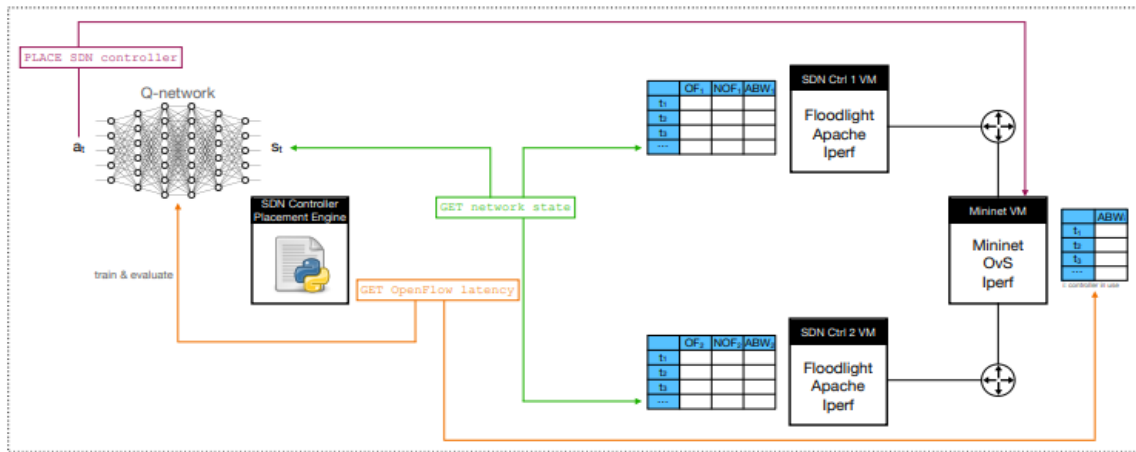 PLACE SDN controller
Q-network
at
st
SDN Controller
Placement Engine
train & evaluate
GET network state
GET OpenFlow latency
OF1 NOF1 ABW1
t1
t2
t3
...
SDN Ctrl 1 VM
Floodlight
Apache
Iperf
Mininet VM
Mininet
OvS
Iperf
ABWi
t1
t2
t3
...
i: controller in use
OF2 NOF2 ABW2
t1
t2
t3
...
SDN Ctrl 2 VM
Floodlight
Apache
Iperf